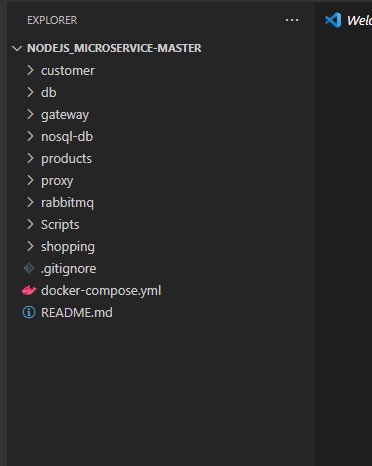 EXPLORER
Welc
NODEJS_MICROSERVICE-MASTER
customer
db
gateway
nosql-db
products
proxy
rabbitmq
Scripts
shopping
.gitignore
docker-compose.yml
README.md